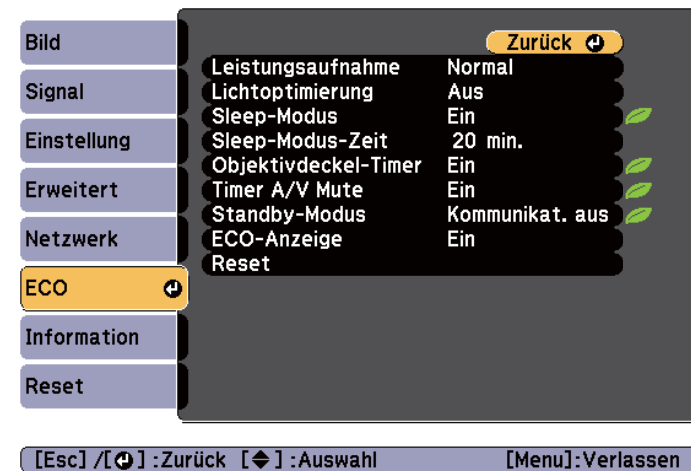 Bild
Signal
Einstellung
Erweitert
Netzwerk
ECO
Information
Reset
Zurück
Leistungsaufnahme Normal
Lichtoptimierung Aus
Sleep-Modus Ein
Sleep-Modus-Zeit 20 min.
Objektivdeckel-Timer Ein
Timer A/V Mute Ein
Standby-Modus Kommunikat. aus
ECO-Anzeige Ein
Reset
[Esc] /[ ] :Zurück [ ] :Auswahl [Menu]:Verlassen